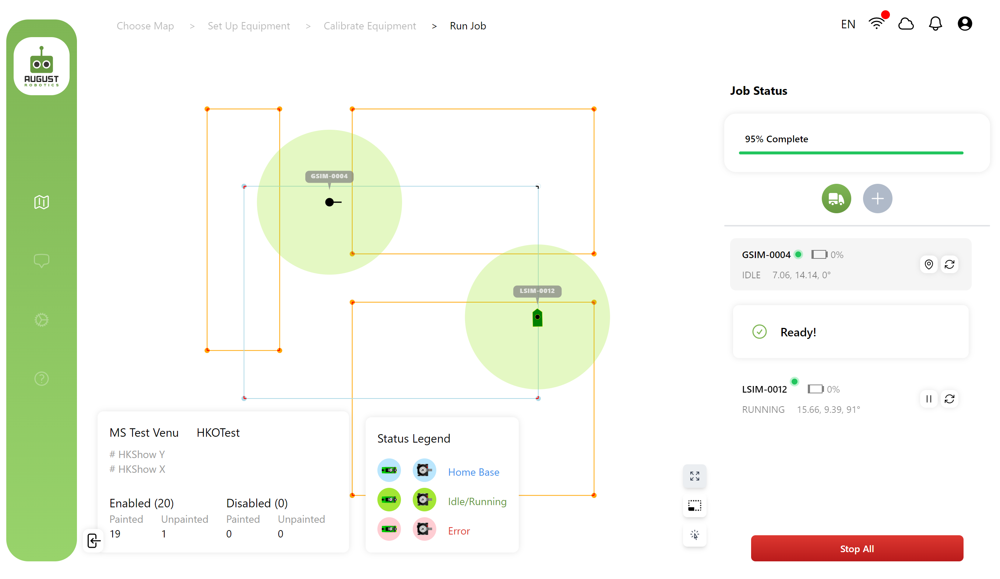 Choose Map > Set Up Equipment > Calibrate Equipment > Run Job
EN
AUGUST
ROBOTICS
Job Status
95% Complete
GSIM-0004
LSIM-0012
GSIM-0004 0%
IDLE 7.06, 14.14, 0°
Ready!
LSIM-0012 0%
RUNNING 15.66, 9.39, 91°
MS Test Venu HKOTest
# HKShow Y
# HKShow X
Enabled (20) Disabled (0)
Painted Unpainted Painted Unpainted
19 1 0 0
Status Legend
Home Base
Idle/Running
Error
Stop All